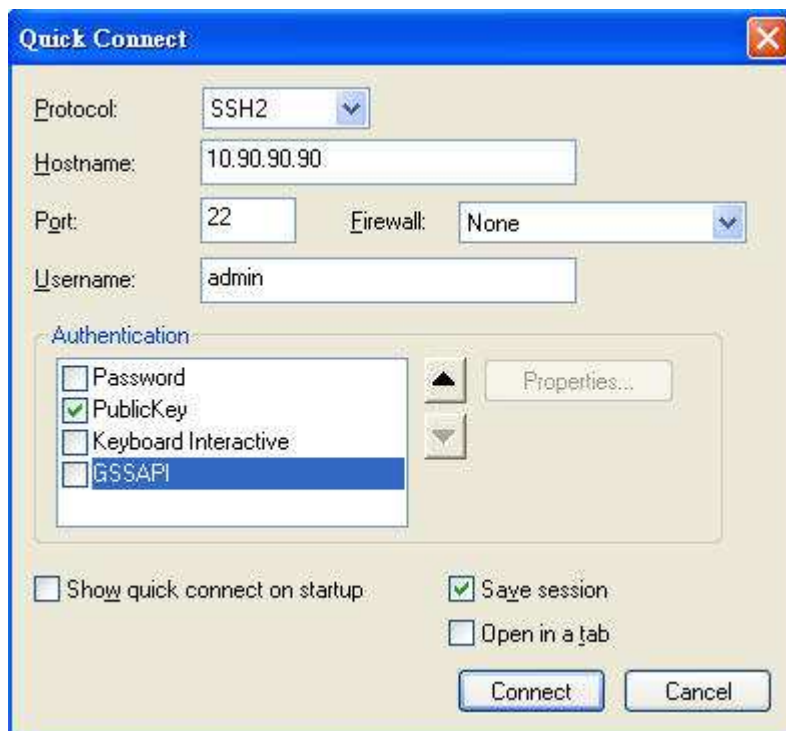 Quick Connect
Protocol: SSH2
Hostname: 10.90.90.90
Port: 22 Firewall: None
Username: admin
Authentication
Password
PublicKey Properties...
Keyboard Interactive
GSSAPI
Show quick connect on startup Save session
Open in a tab
Connect Cancel